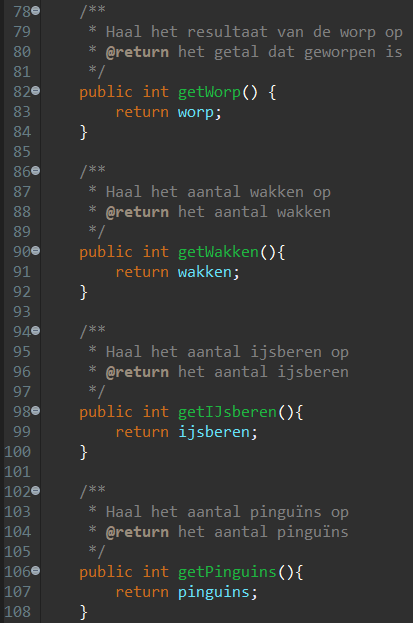 78 /**
79 * Haal het resultaat van de worp op
80 * @return het getal dat geworpen is
81 */
82 public int getWorp() {
83 return worp;
84 }
85
86 /**
87 * Haal het aantal wakken op
88 * @return het aantal wakken
89 */
90 public int getWakken(){
91 return wakken;
92 }
93
94 /**
95 * Haal het aantal ijsberen op
96 * @return het aantal ijsberen
97 */
98 public int getIJsberen(){
99 return ijsberen;
100 }
101
102 /**
103 * Haal het aantal pinguïns op
104 * @return het aantal pinguïns
105 */
106 public int getPinguins(){
107 return pinguins;
108 }